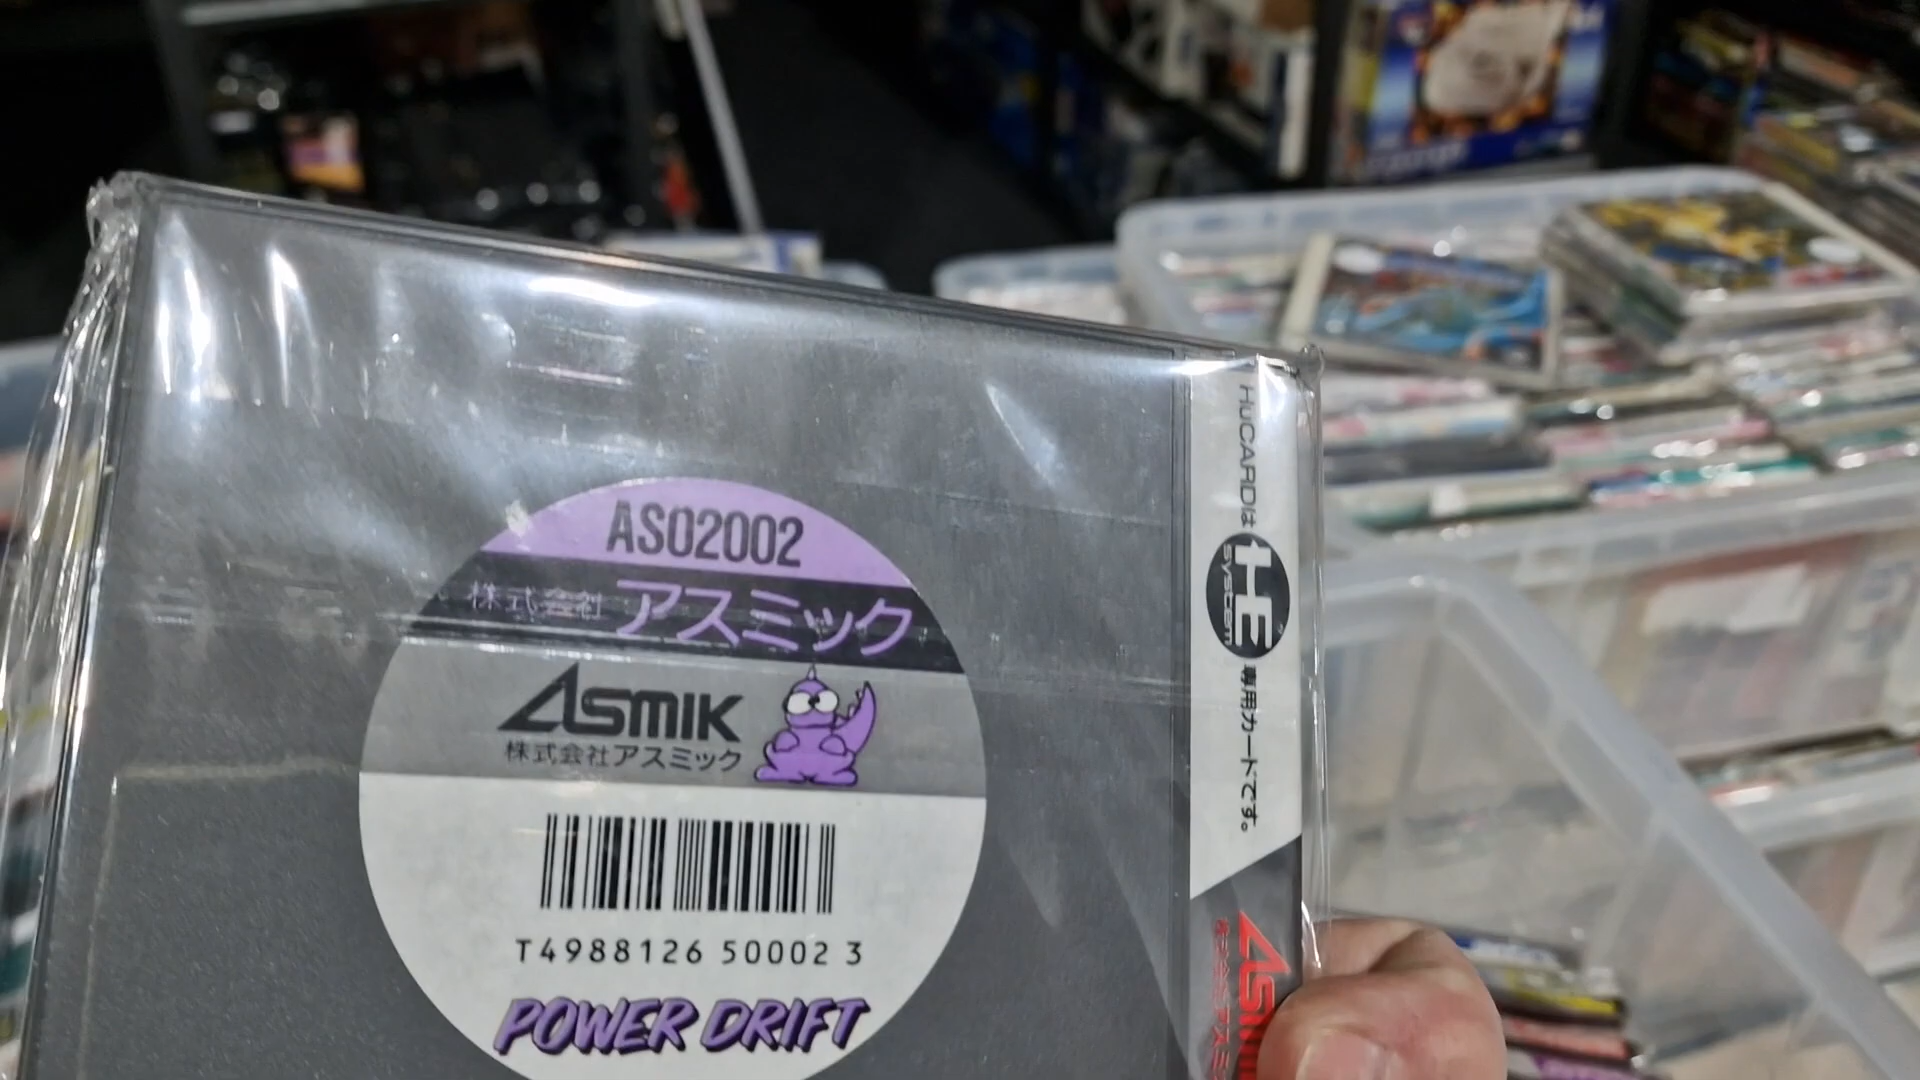 AS02002
株式会社 アスミック
ASMIK
株式会社アスミック
T4988126 50002 3
POWER DRIFT
HuCARDは
HE
SYSTEM
専用カードです。